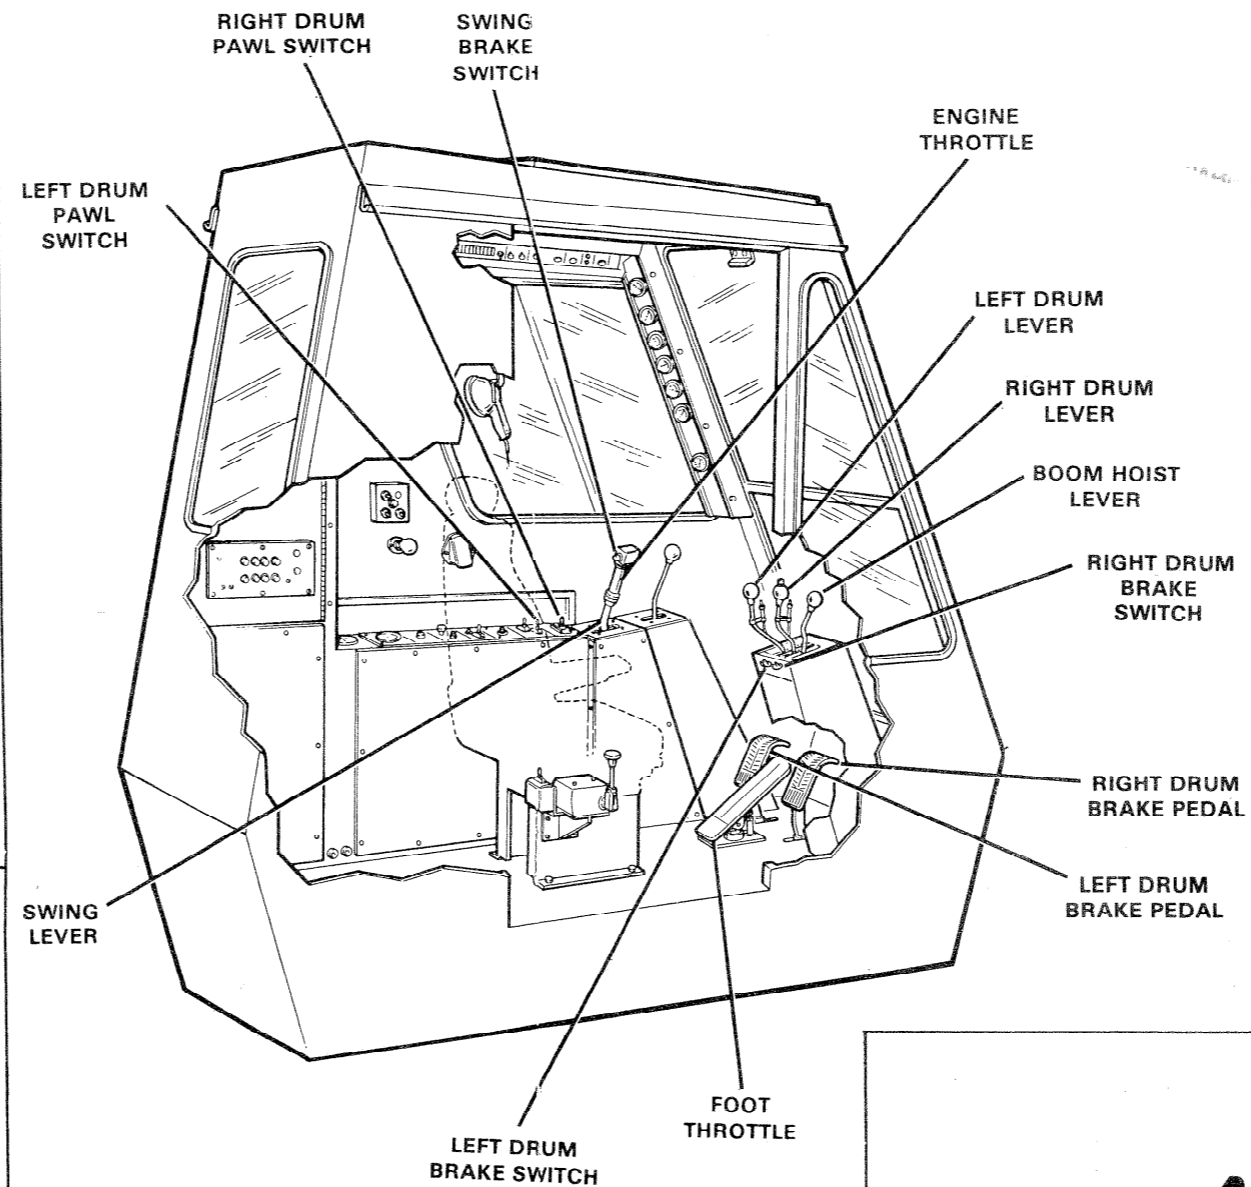 RIGHT DRUM
PAWL SWITCH
SWING
BRAKE
SWITCH
ENGINE
THROTTLE
LEFT DRUM
PAWL
SWITCH
LEFT DRUM
LEVER
RIGHT DRUM
LEVER
BOOM HOIST
LEVER
RIGHT DRUM
BRAKE
SWITCH
RIGHT DRUM
BRAKE PEDAL
LEFT DRUM
BRAKE PEDAL
SWING
LEVER
FOOT
THROTTLE
LEFT DRUM
BRAKE SWITCH